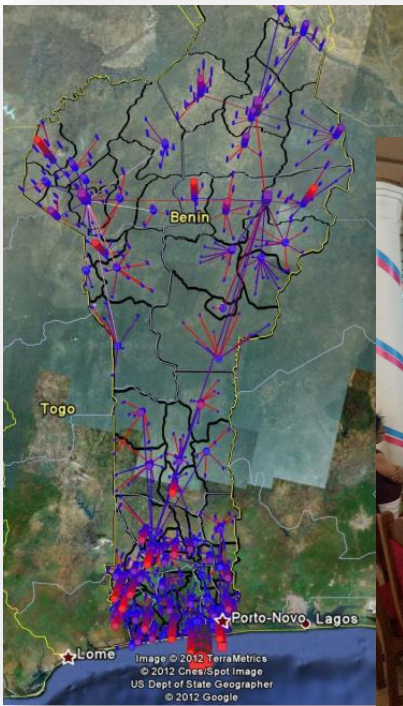 Benin
Togo
Porto-Novo
Lagos
Lome
Image © 2012 TerraMetrics
© 2012 Cnes/Spot Image
US Dept of State Geographer
© 2012 Google